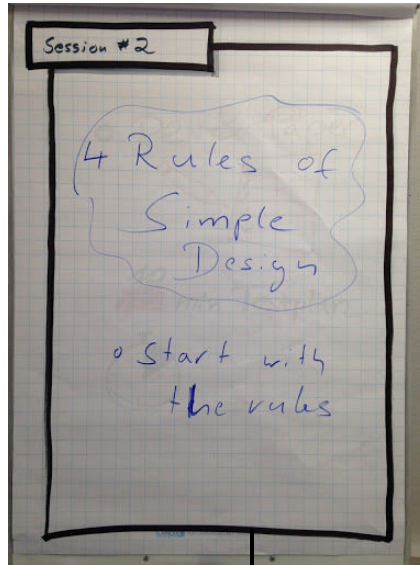 Session #2
4 Rules of
Simple
Design
o Start with
the rules